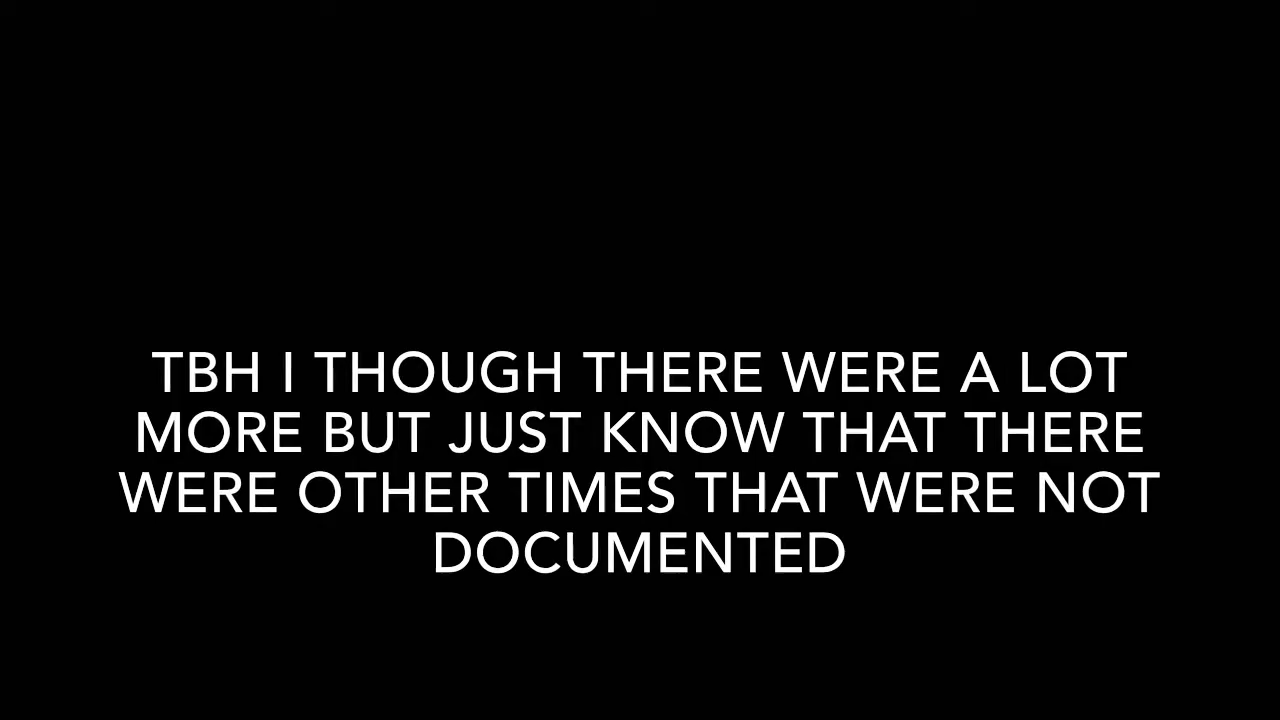 TBH I THOUGH THERE WERE A LOT
MORE BUT JUST KNOW THAT THERE
WERE OTHER TIMES THAT WERE NOT
DOCUMENTED